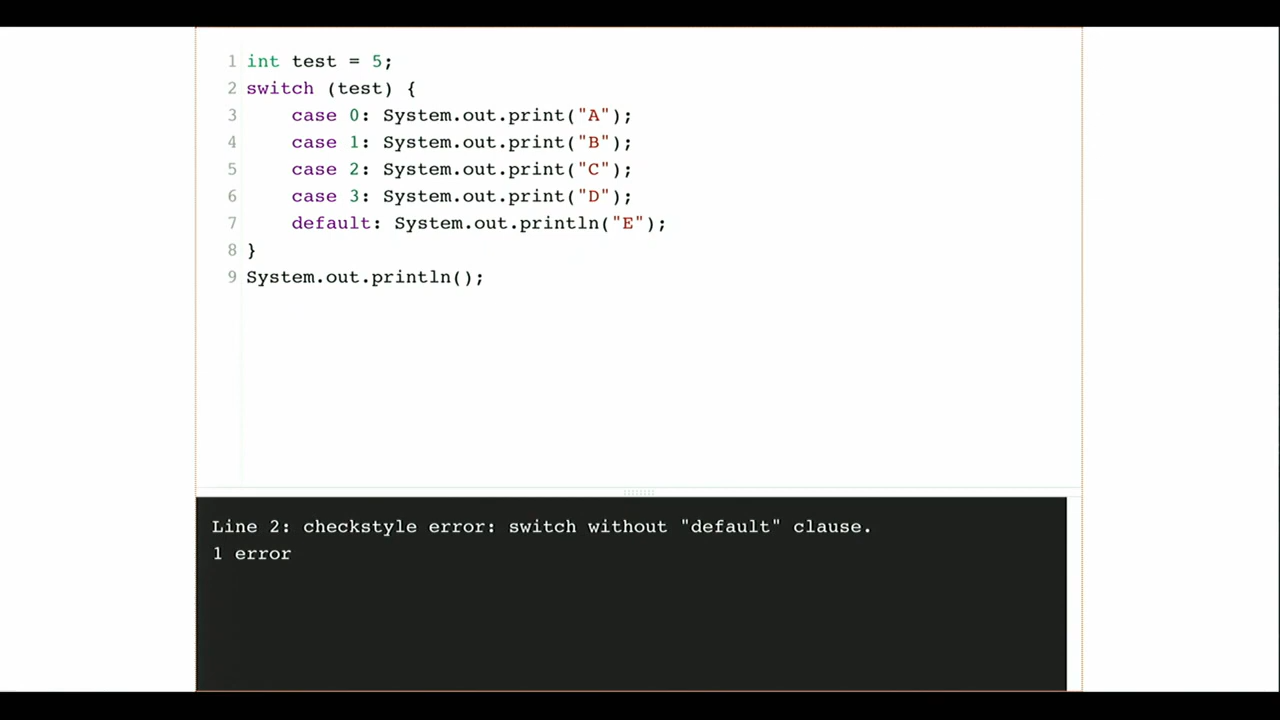 1 int test = 5;
2 switch (test) {
3     case 0: System.out.print("A");
4     case 1: System.out.print("B");
5     case 2: System.out.print("C");
6     case 3: System.out.print("D");
7     default: System.out.println("E");
8 }
9 System.out.println();
Line 2: checkstyle error: switch without "default" clause.
1 error